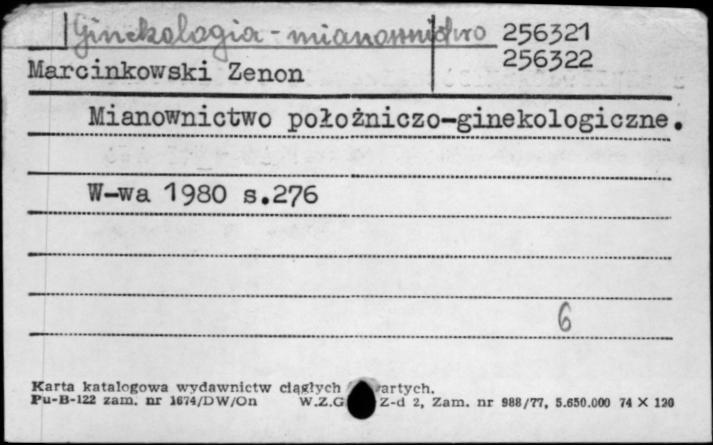 Ginekologia - mianownictwo 256321
256322
Marcinkowski Zenon
Mianownictwo położniczo-ginekologiczne.
W-wa 1980 s.276
6
Karta katalogowa wydawnictw ciągłych
Pu-B-122 zam. nr 1674/DW/On W.Z.G Z-d 2, Zam. nr 988/77, 5.650.000 74 X 120